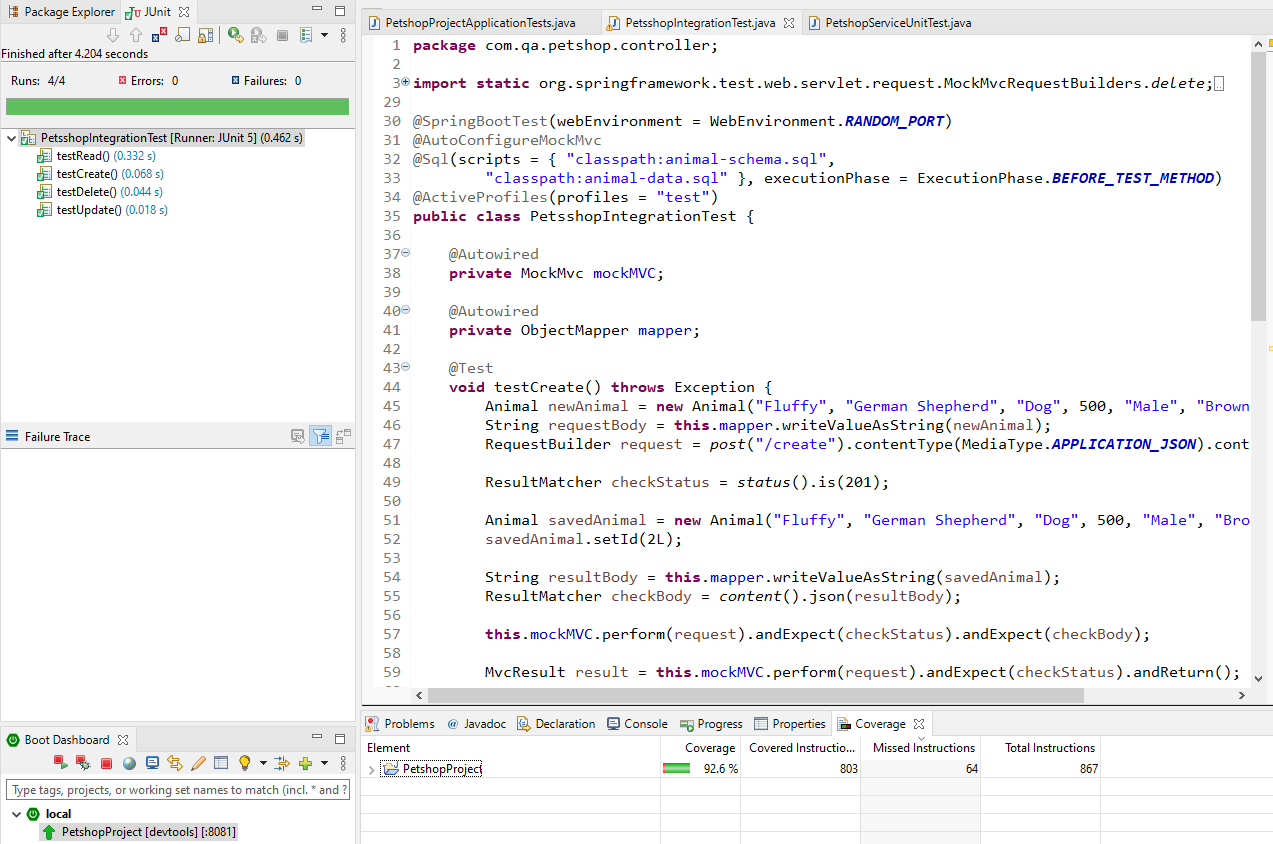 Package Explorer JUnit
Finished after 4.204 seconds
Runs: 4/4 Errors: 0 Failures: 0
PetsshopIntegrationTest [Runner: JUnit 5] (0.462 s)
testRead() (0.332 s)
testCreate() (0.068 s)
testDelete() (0.044 s)
testUpdate() (0.018 s)
Failure Trace
Boot Dashboard
Type tags, projects, or working set names to match (incl. * and ?
local
PetshopProject [devtools] [:8081]
PetshopProjectApplicationTests.java PetsshopIntegrationTest.java PetshopServiceUnitTest.java
1 package com.qa.petshop.controller;
2
3 import static org.springframework.test.web.servlet.request.MockMvcRequestBuilders.delete;
29
30 @SpringBootTest(webEnvironment = WebEnvironment.RANDOM_PORT)
31 @AutoConfigureMockMvc
32 @Sql(scripts = { "classpath:animal-schema.sql",
33 "classpath:animal-data.sql" }, executionPhase = ExecutionPhase.BEFORE_TEST_METHOD)
34 @ActiveProfiles(profiles = "test")
35 public class PetsshopIntegrationTest {
36
37 @Autowired
38 private MockMvc mockMVC;
39
40 @Autowired
41 private ObjectMapper mapper;
42
43 @Test
44 void testCreate() throws Exception {
45 Animal newAnimal = new Animal("Fluffy", "German Shepherd", "Dog", 500, "Male", "Brown
46 String requestBody = this.mapper.writeValueAsString(newAnimal);
47 RequestBuilder request = post("/create").contentType(MediaType.APPLICATION_JSON).cont
48
49 ResultMatcher checkStatus = status().is(201);
50
51 Animal savedAnimal = new Animal("Fluffy", "German Shepherd", "Dog", 500, "Male", "Bro
52 savedAnimal.setId(2L);
53
54 String resultBody = this.mapper.writeValueAsString(savedAnimal);
55 ResultMatcher checkBody = content().json(resultBody);
56
57 this.mockMVC.perform(request).andExpect(checkStatus).andExpect(checkBody);
58
59 MvcResult result = this.mockMVC.perform(request).andExpect(checkStatus).andReturn();
Problems Javadoc Declaration Console Progress Properties Coverage
Element Coverage Covered Instructio... Missed Instructions Total Instructions
PetshopProject 92.6 % 803 64 867